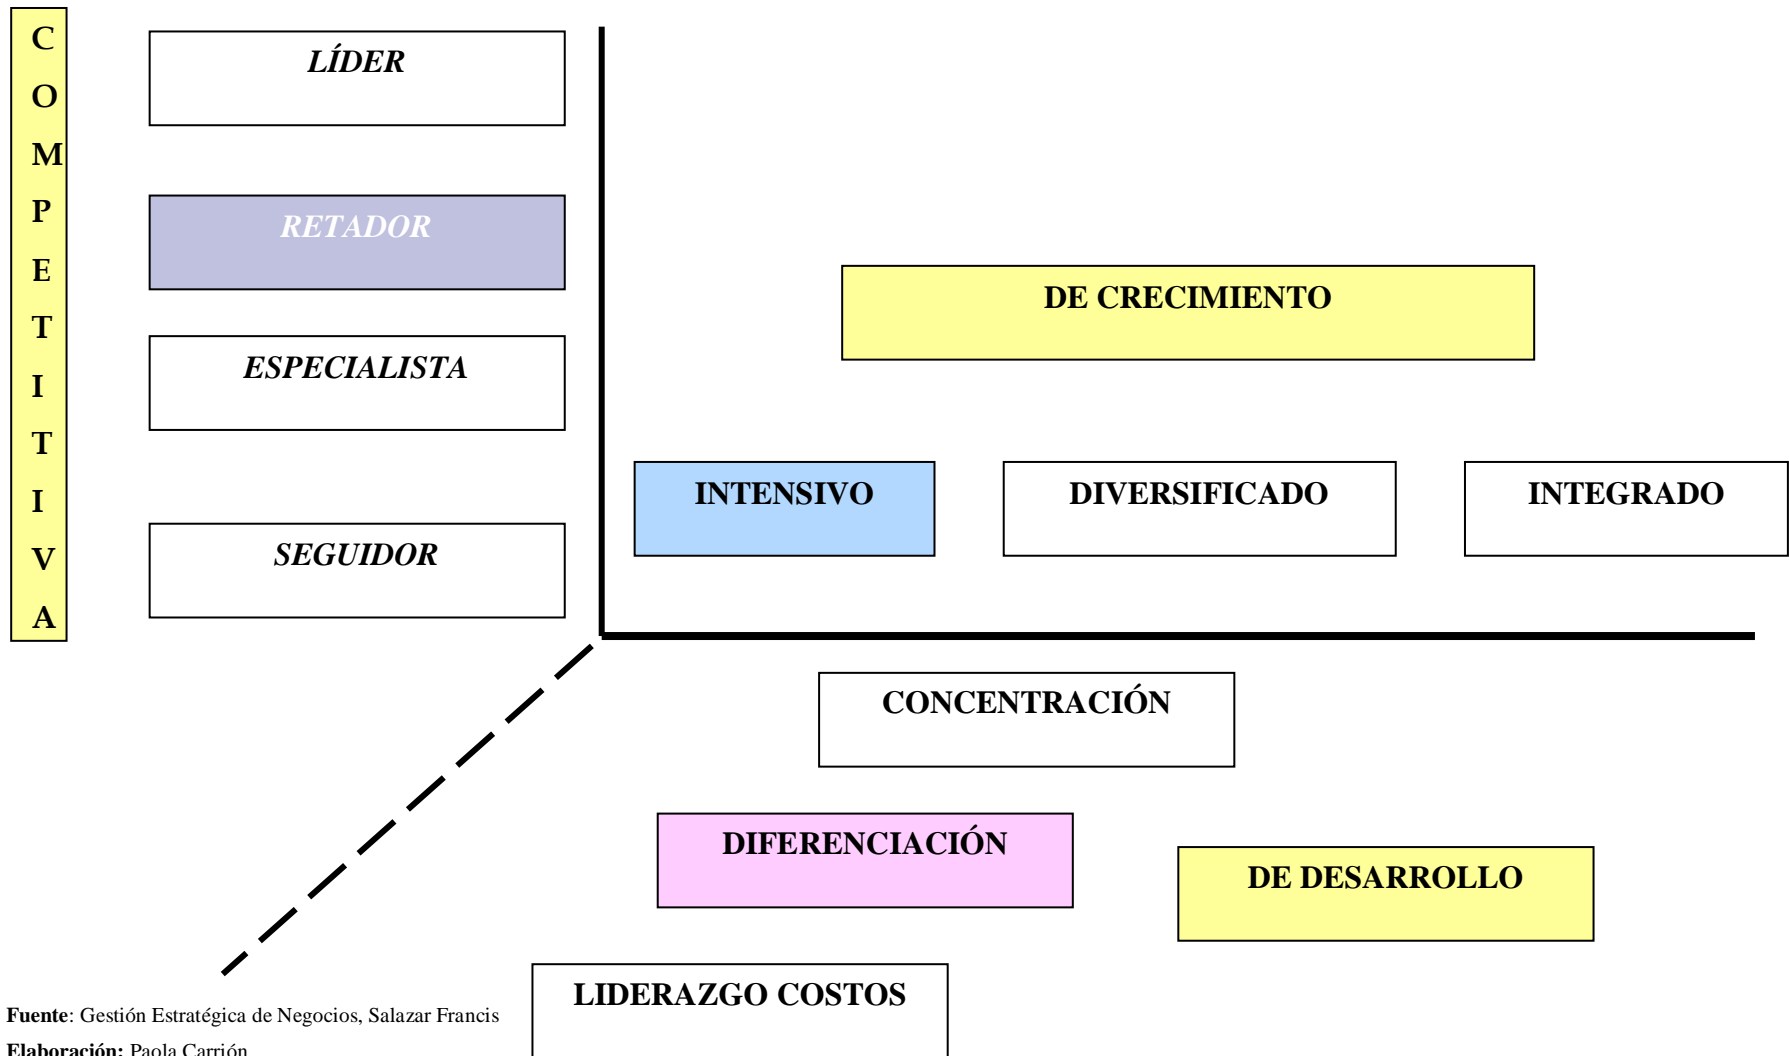 COMPETITIVA
LÍDER
RETADOR
ESPECIALISTA
SEGUIDOR
DE CRECIMIENTO
INTENSIVO
DIVERSIFICADO
INTEGRADO
CONCENTRACIÓN
DIFERENCIACIÓN
DE DESARROLLO
LIDERAZGO COSTOS
Fuente: Gestión Estratégica de Negocios, Salazar Francis
Elaboración: Paola Carrión